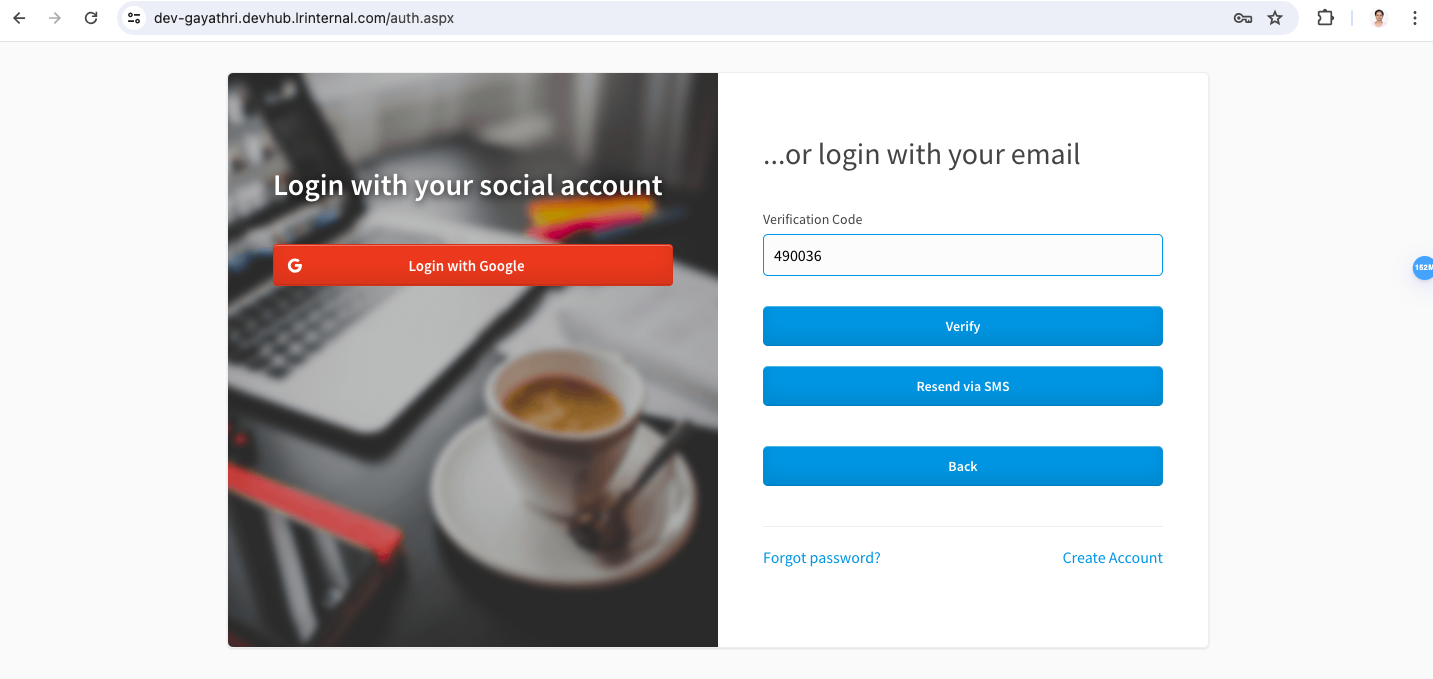 dev-gayathri.devhub.lrinternal.com/auth.aspx
Login with your social account
G Login with Google
...or login with your email
Verification Code
490036
Verify
Resend via SMS
Back
Forgot password? Create Account
152M